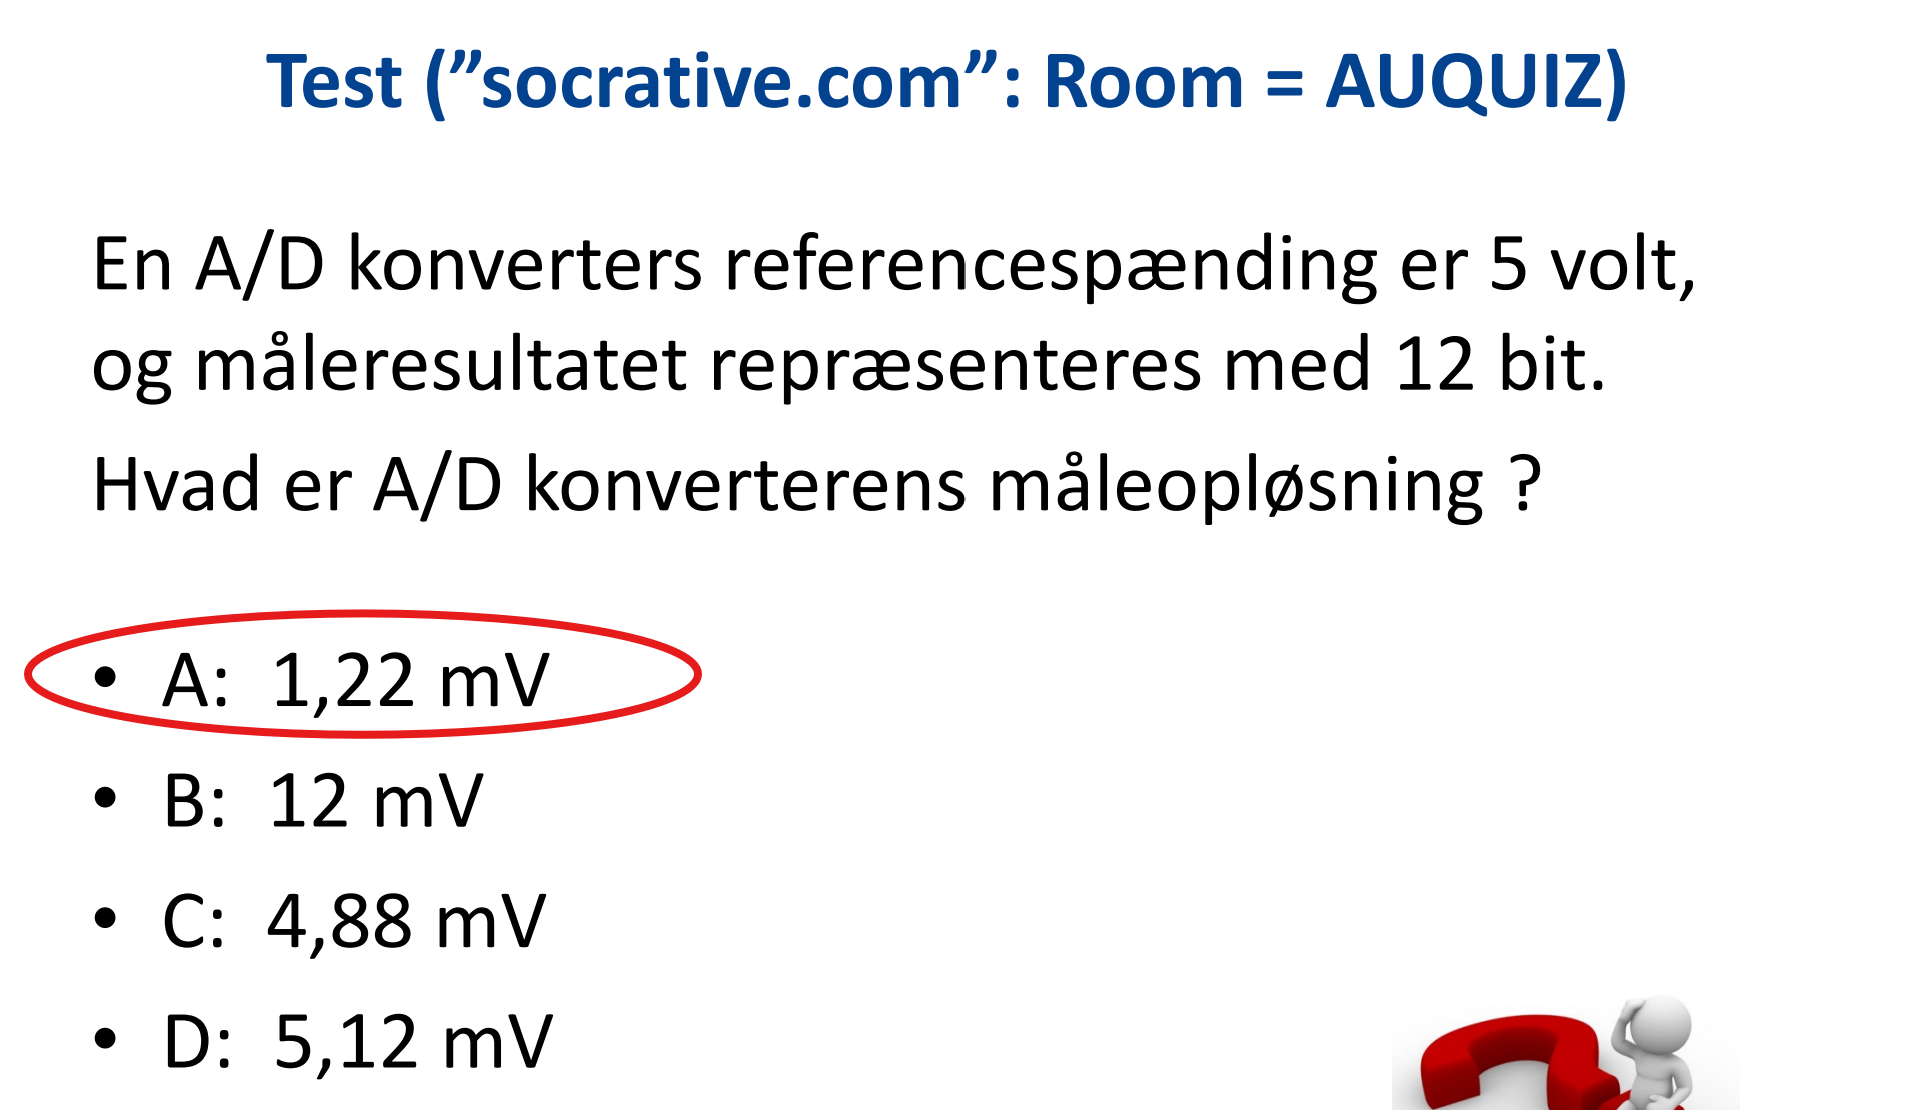 Test (”socrative.com”: Room = AUQUIZ)
En A/D konverters referencespænding er 5 volt,
og måleresultatet repræsenteres med 12 bit.
Hvad er A/D konverterens måleopløsning ?
• A: 1,22 mV
• B: 12 mV
• C: 4,88 mV
• D: 5,12 mV